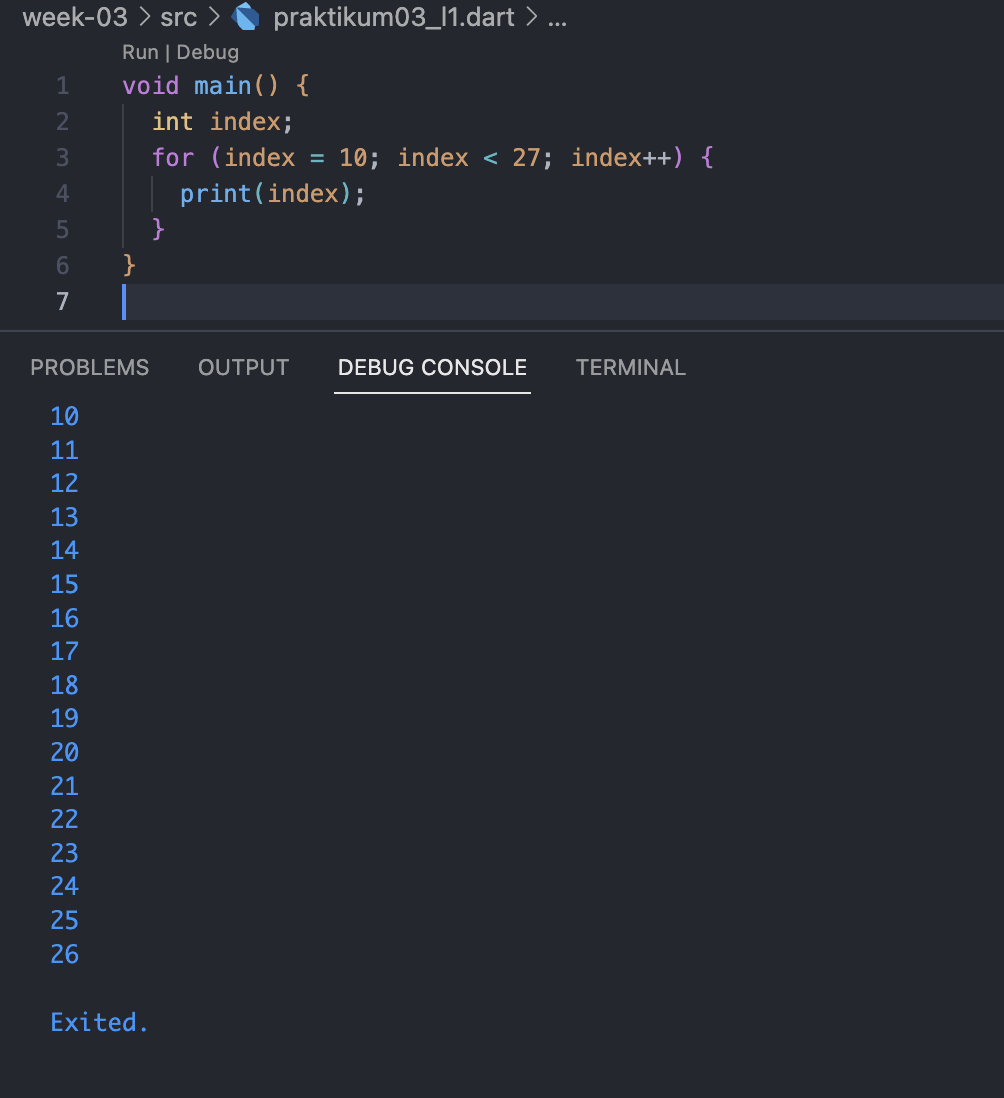 week-03 > src > praktikum03_l1.dart > ...
Run | Debug
1 void main() {
2   int index;
3   for (index = 10; index < 27; index++) {
4     print(index);
5   }
6 }
7
PROBLEMS OUTPUT DEBUG CONSOLE TERMINAL
10
11
12
13
14
15
16
17
18
19
20
21
22
23
24
25
26
Exited.